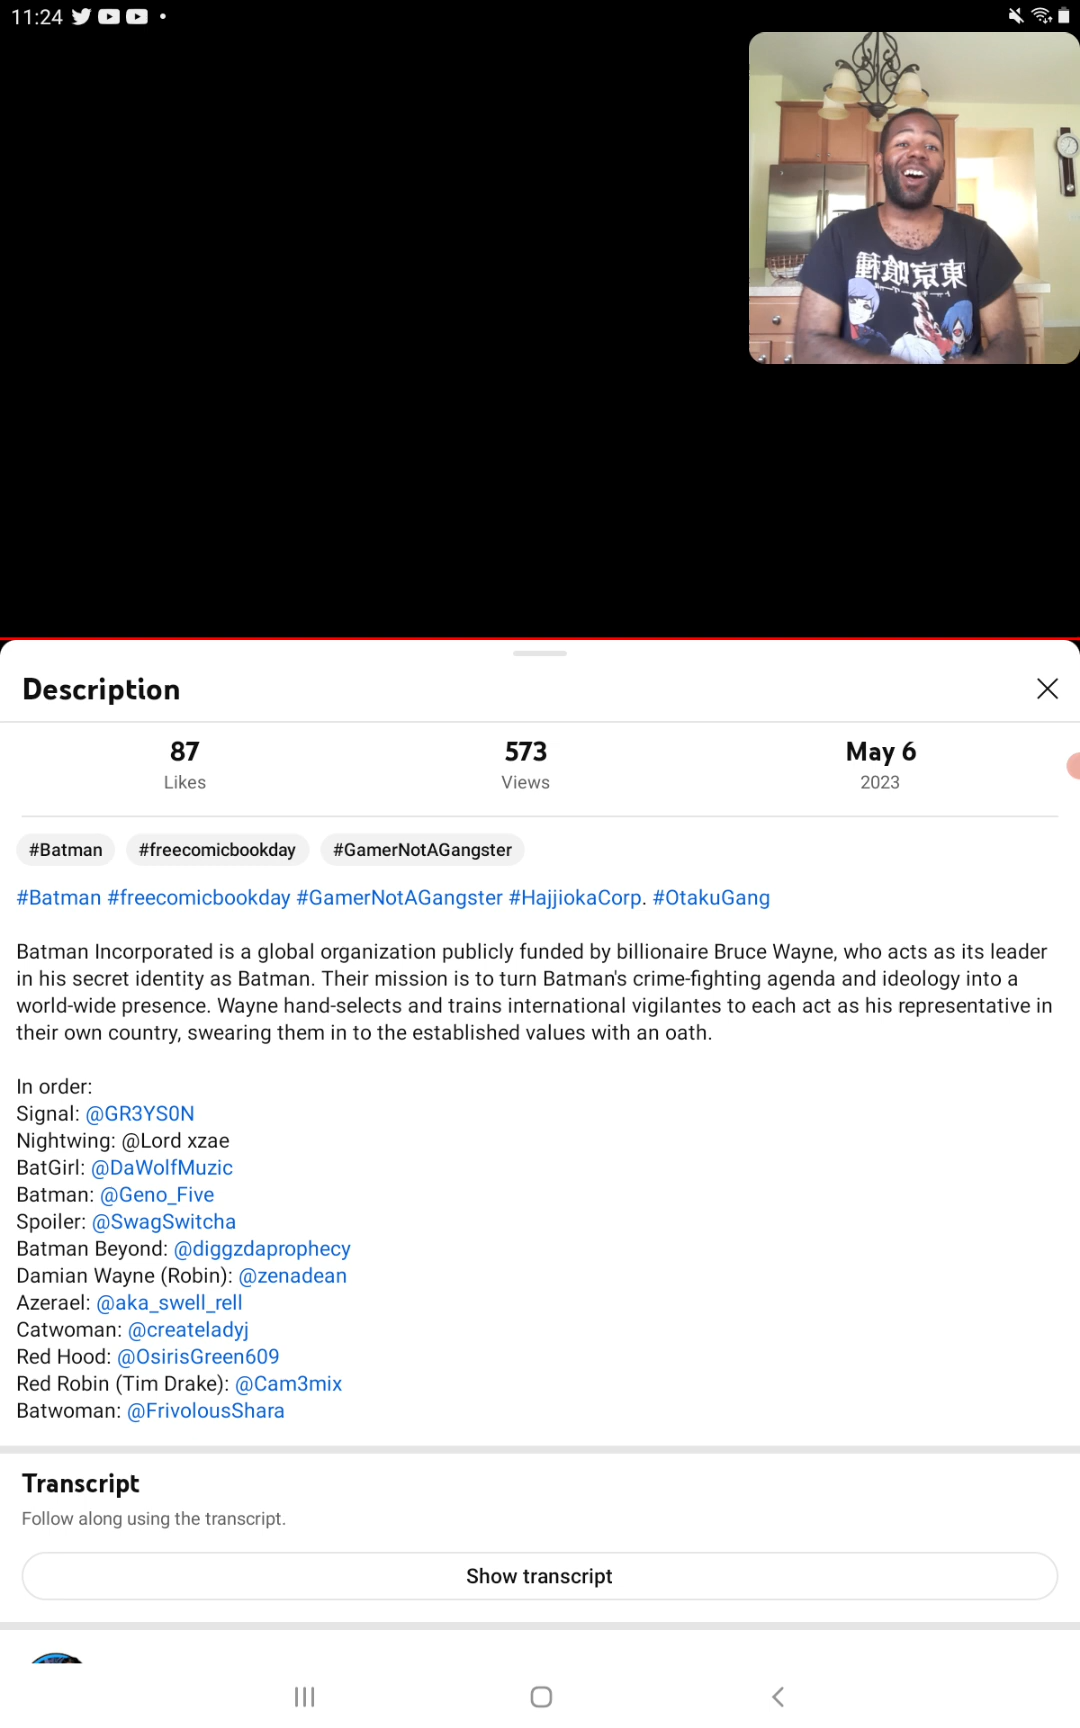 11:24
東京喰種
Description
87
573
May 6
Likes
Views
2023
#Batman
#freecomicbookday
#GamerNotAGangster
#Batman #freecomicbookday #GamerNotAGangster #HajjiokaCorp. #OtakuGang
Batman Incorporated is a global organization publicly funded by billionaire Bruce Wayne, who acts as its leader
in his secret identity as Batman. Their mission is to turn Batman's crime-fighting agenda and ideology into a
world-wide presence. Wayne hand-selects and trains international vigilantes to each act as his representative in
their own country, swearing them in to the established values with an oath.
In order:
Signal: @GR3YS0N
Nightwing: @Lord xzae
BatGirl: @DaWolfMuzic
Batman: @Geno_Five
Spoiler: @SwagSwitcha
Batman Beyond: @diggzdaprophecy
Damian Wayne (Robin): @zenadean
Azerael: @aka_swell_rell
Catwoman: @createladyj
Red Hood: @OsirisGreen609
Red Robin (Tim Drake): @Cam3mix
Batwoman: @FrivolousShara
Transcript
Follow along using the transcript.
Show transcript